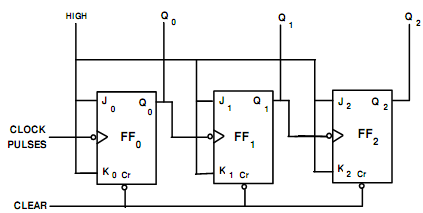 HIGH Q0 Q1 Q2
J0 Q0 J1 Q1 J2 Q2
CLOCK PULSES FF0 FF1 FF2
K0 Cr K1 Cr K2 Cr
CLEAR